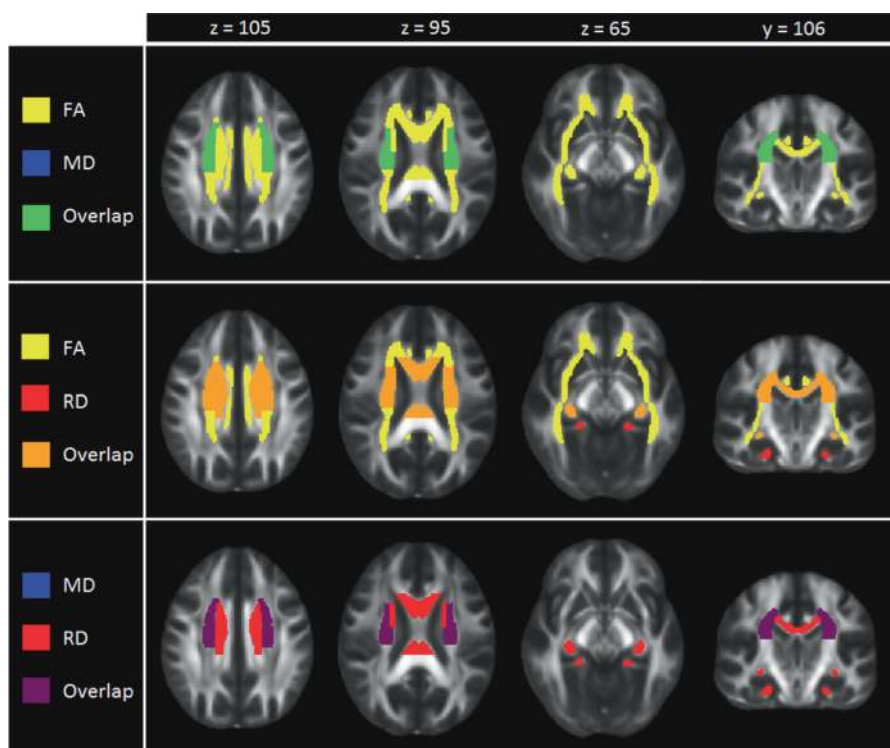 z = 105
z = 95
z = 65
y = 106
FA
MD
Overlap
FA
RD
Overlap
MD
RD
Overlap